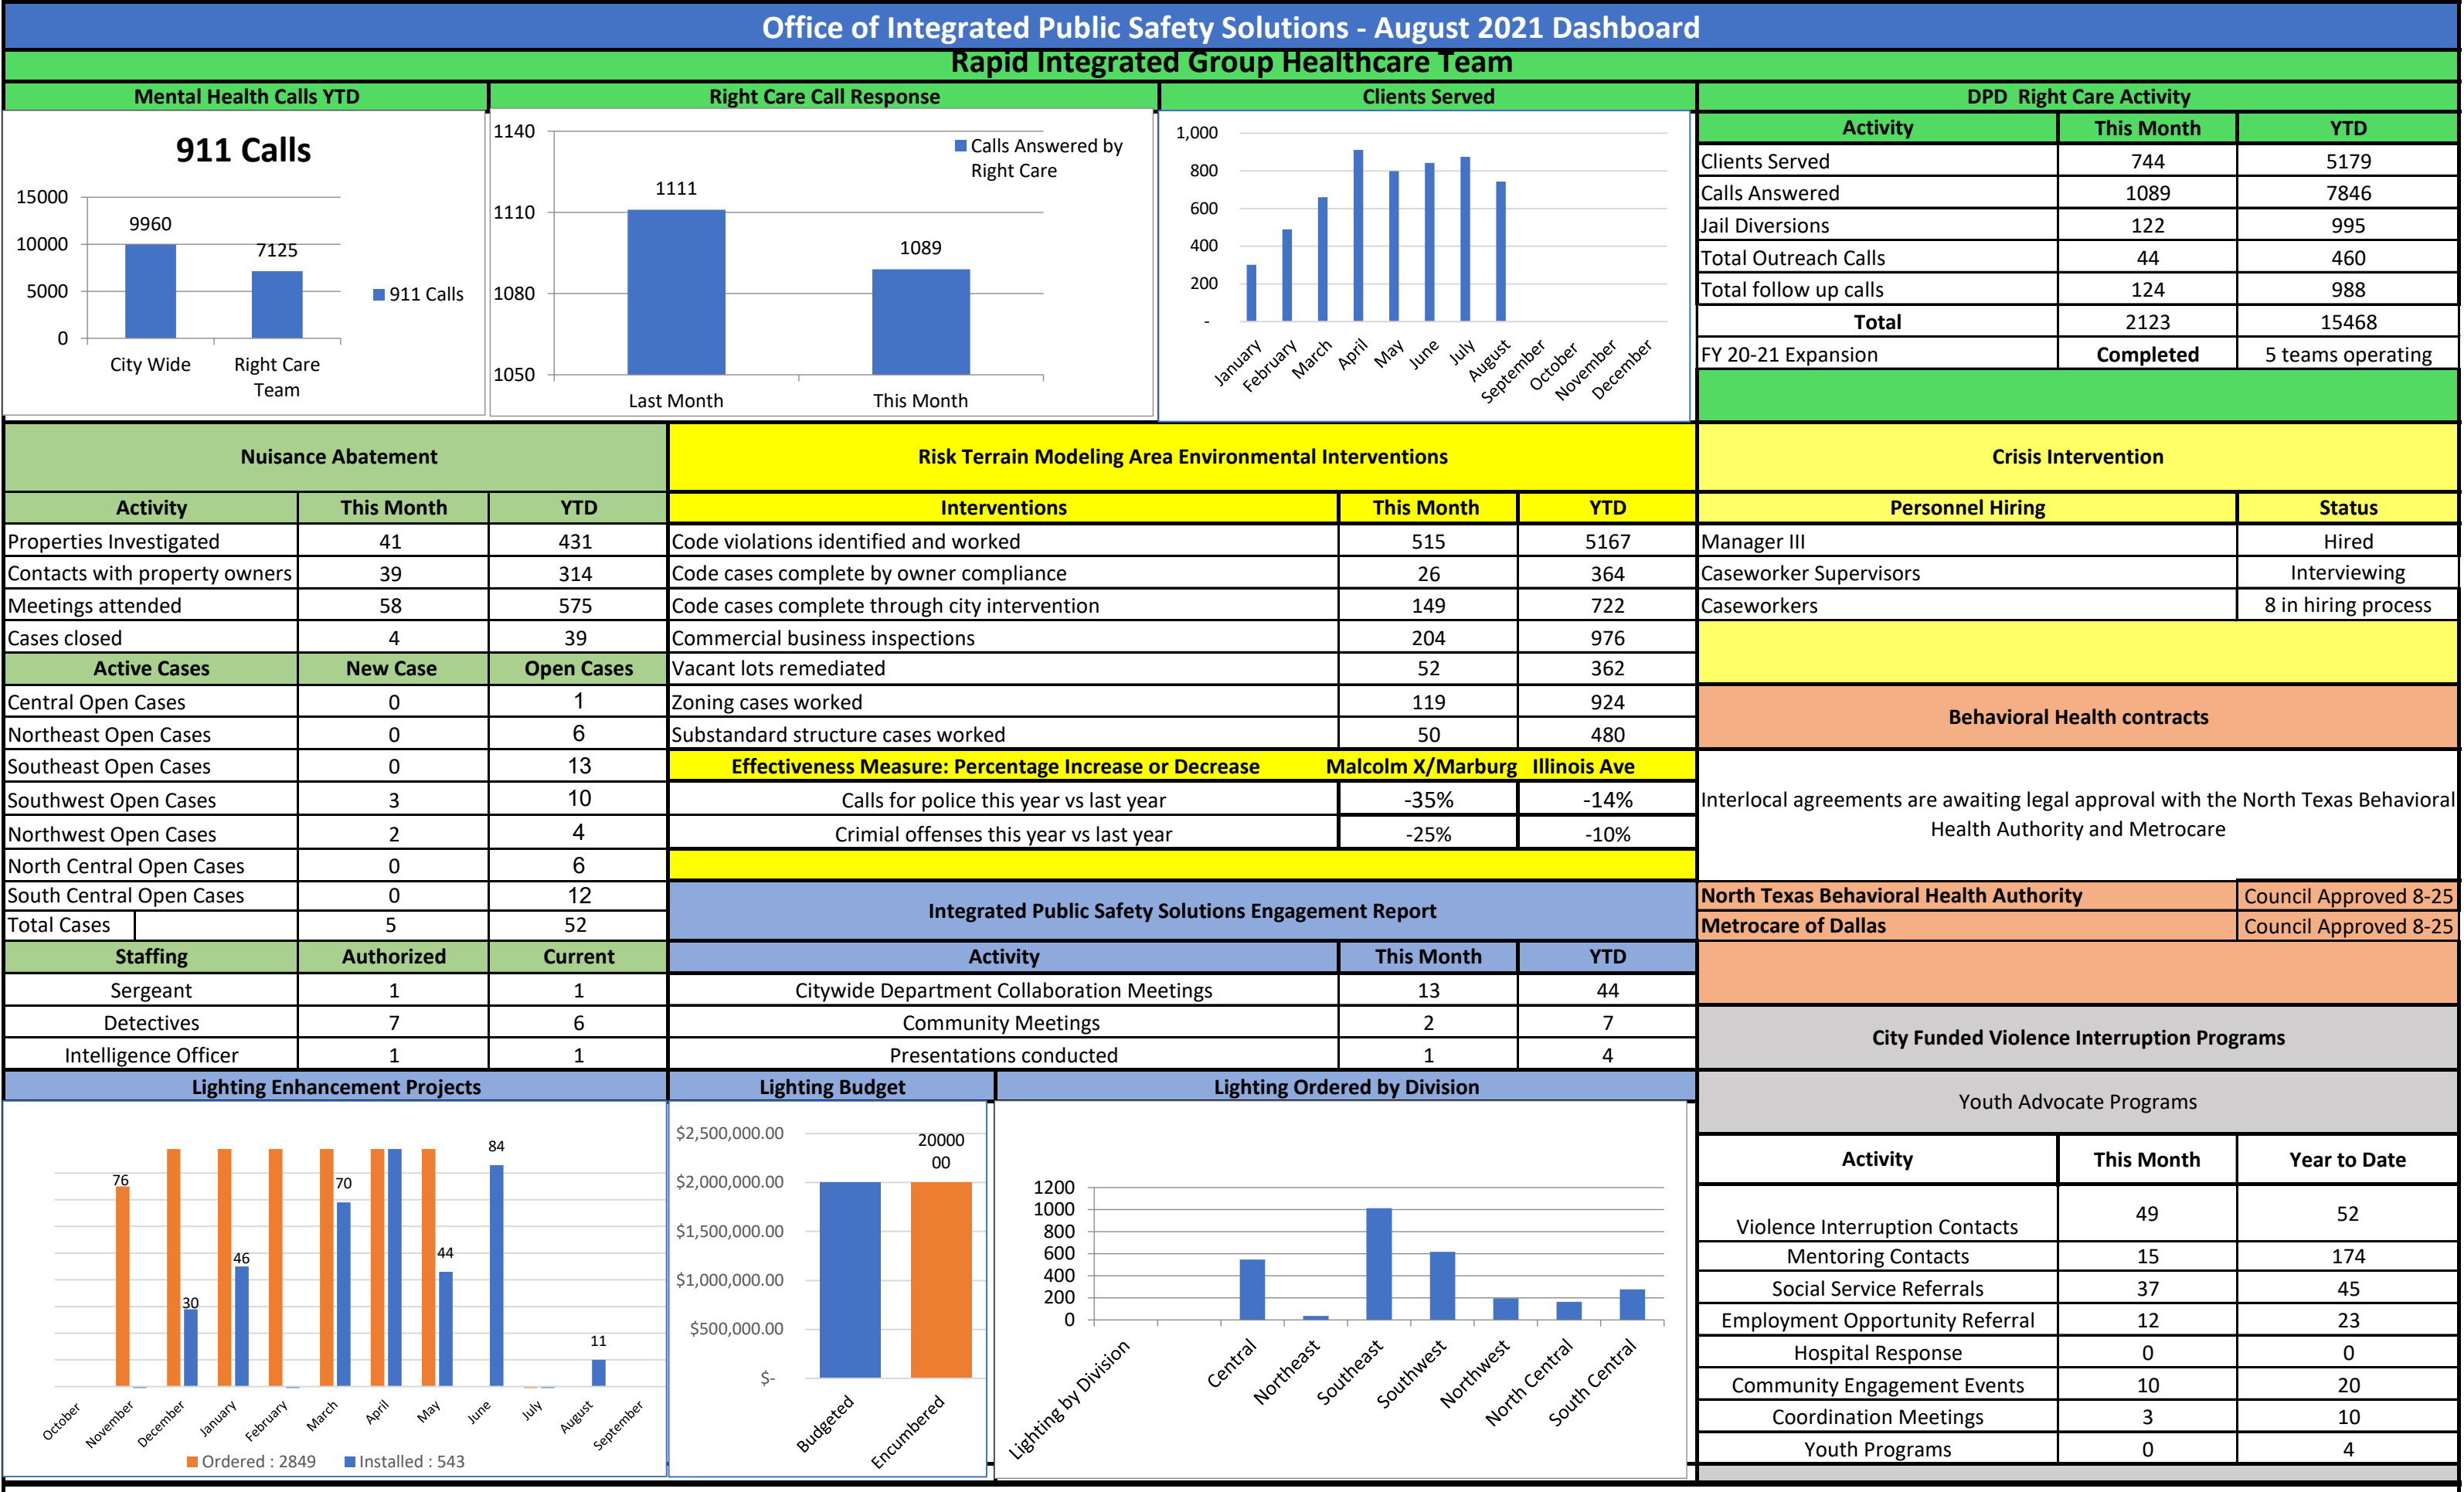 Office of Integrated Public Safety Solutions - August 2021 Dashboard
Rapid Integrated Group Healthcare Team
Mental Health Calls YTD
Right Care Call Response
Clients Served
DPD Right Care Activity
911 Calls
15000
10000
5000
0
9960
7125
City Wide
Right Care
Team
911 Calls
1140
1110
1080
1050
1111
1089
Calls Answered by
Right Care
Last Month
This Month
1,000
800
600
400
200
-
January
February
March
April
May
June
July
August
September
October
November
December
Activity This Month YTD
Clients Served 744 5179
Calls Answered 1089 7846
Jail Diversions 122 995
Total Outreach Calls 44 460
Total follow up calls 124 988
Total 2123 15468
FY 20-21 Expansion Completed 5 teams operating
Nuisance Abatement
Activity This Month YTD
Properties Investigated 41 431
Contacts with property owners 39 314
Meetings attended 58 575
Cases closed 4 39
Active Cases New Case Open Cases
Central Open Cases 0 1
Northeast Open Cases 0 6
Southeast Open Cases 0 13
Southwest Open Cases 3 10
Northwest Open Cases 2 4
North Central Open Cases 0 6
South Central Open Cases 0 12
Total Cases 5 52
Staffing Authorized Current
Sergeant 1 1
Detectives 7 6
Intelligence Officer 1 1
Risk Terrain Modeling Area Environmental Interventions
Interventions This Month YTD
Code violations identified and worked 515 5167
Code cases complete by owner compliance 26 364
Code cases complete through city intervention 149 722
Commercial business inspections 204 976
Vacant lots remediated 52 362
Zoning cases worked 119 924
Substandard structure cases worked 50 480
Effectiveness Measure: Percentage Increase or Decrease Malcolm X/Marburg Illinois Ave
Calls for police this year vs last year -35% -14%
Crimial offenses this year vs last year -25% -10%
Integrated Public Safety Solutions Engagement Report
Activity This Month YTD
Citywide Department Collaboration Meetings 13 44
Community Meetings 2 7
Presentations conducted 1 4
Crisis Intervention
Personnel Hiring Status
Manager III Hired
Caseworker Supervisors Interviewing
Caseworkers 8 in hiring process
Behavioral Health contracts
Interlocal agreements are awaiting legal approval with the North Texas Behavioral
Health Authority and Metrocare
North Texas Behavioral Health Authority Council Approved 8-25
Metrocare of Dallas Council Approved 8-25
City Funded Violence Interruption Programs
Youth Advocate Programs
Activity This Month Year to Date
Violence Interruption Contacts 49 52
Mentoring Contacts 15 174
Social Service Referrals 37 45
Employment Opportunity Referral 12 23
Hospital Response 0 0
Community Engagement Events 10 20
Coordination Meetings 3 10
Youth Programs 0 4
Lighting Enhancement Projects
76
30
46
70
44
84
11
October
November
December
January
February
March
April
May
June
July
August
September
Ordered : 2849
Installed : 543
Lighting Budget
$2,500,000.00
$2,000,000.00
$1,500,000.00
$1,000,000.00
$500,000.00
$-
20000
00
Budgeted
Encumbered
Lighting Ordered by Division
1200
1000
800
600
400
200
0
Lighting by Division
Central
Northeast
Southeast
Southwest
Northwest
North Central
South Central